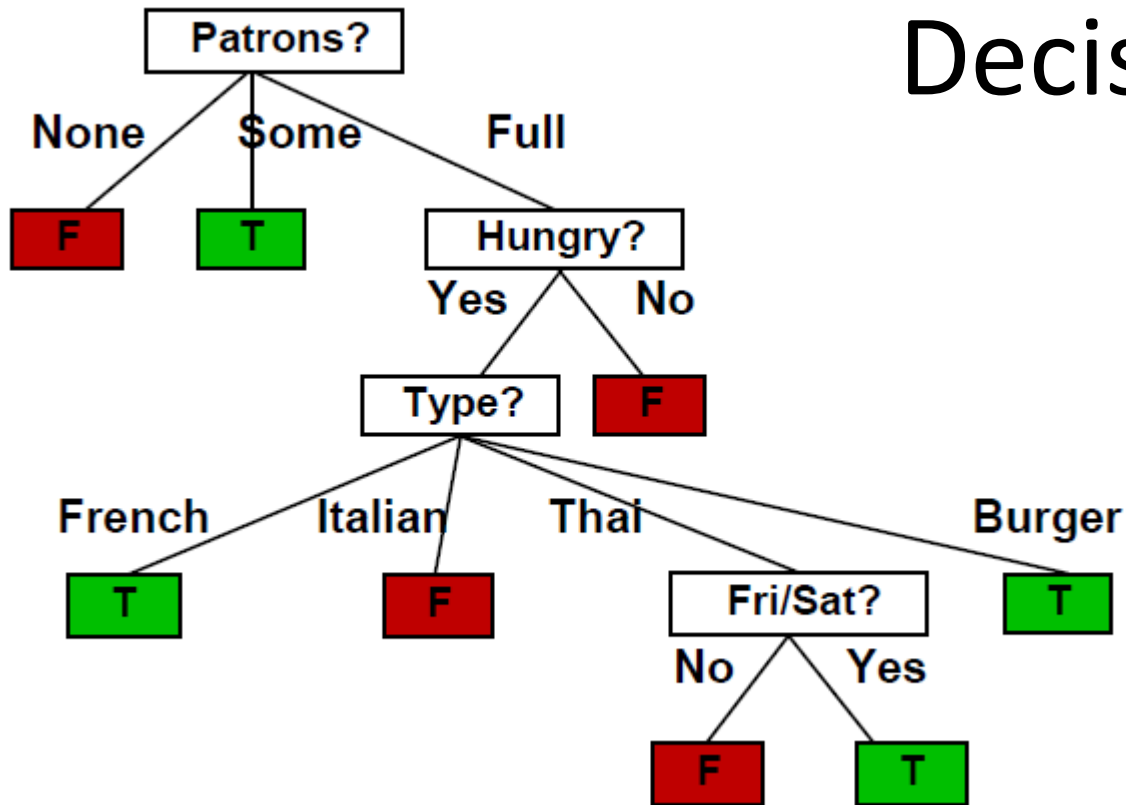 Decis
Patrons?
None Some Full
F T Hungry?
Yes No
Type? F
French Italian Thai Burger
T F Fri/Sat? T
No Yes
F T